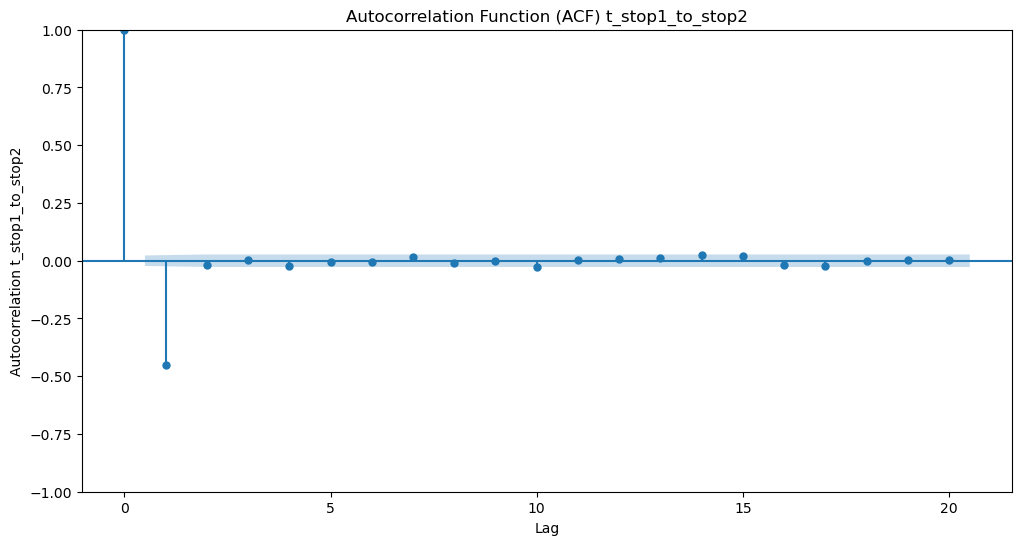 Autocorrelation Function (ACF) t_stop1_to_stop2
1.00
0.75
0.50
0.25
0.00
−0.25
−0.50
−0.75
−1.00
Autocorrelation t_stop1_to_stop2
0 5 10 15 20
Lag